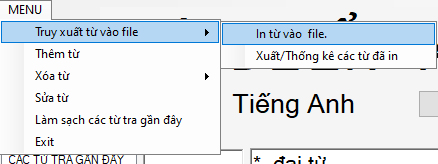 MENU
Truy xuất từ vào file
Thêm từ
Xóa từ
Sửa từ
Làm sạch các từ tra gần đây
Exit
In từ vào file.
Xuất/Thống kê các từ đã in
Tiếng Anh
CÁC TỪ TRA GẦN ĐÂY
* đại từ